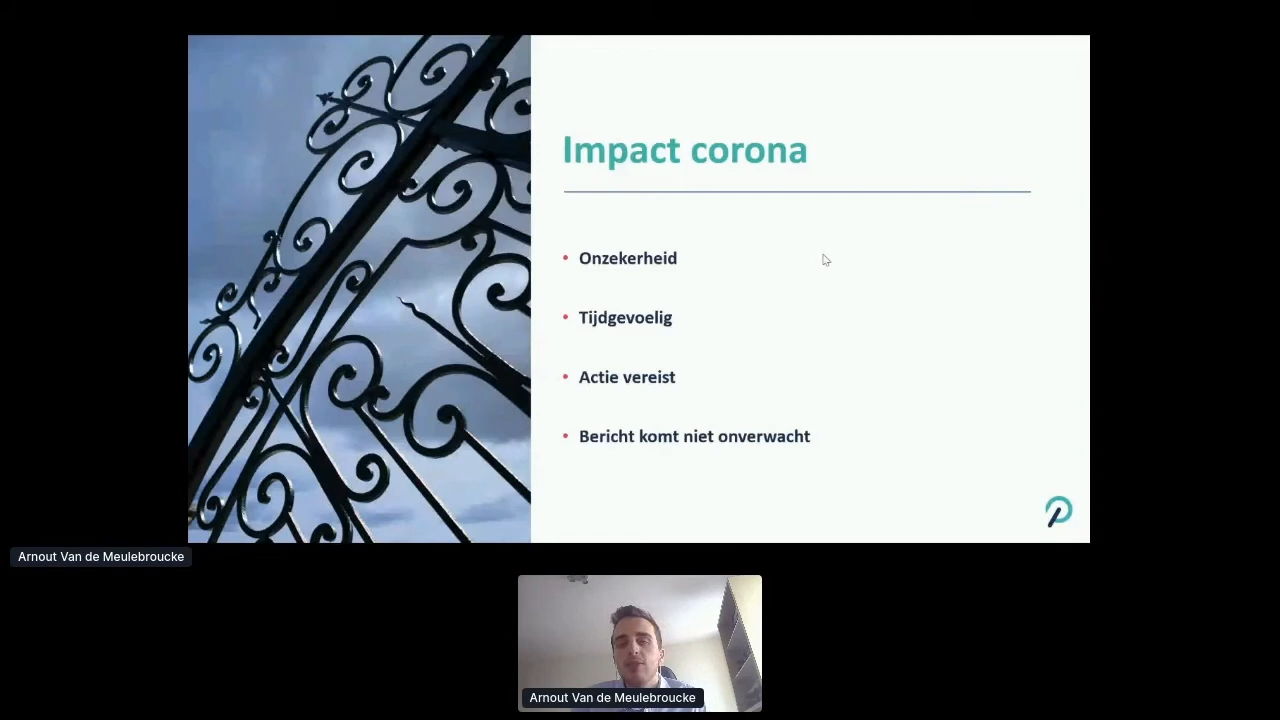 Impact corona
• Onzekerheid
• Tijdgevoelig
• Actie vereist
• Bericht komt niet onverwacht
Arnout Van de Meulebroucke
Arnout Van de Meulebroucke